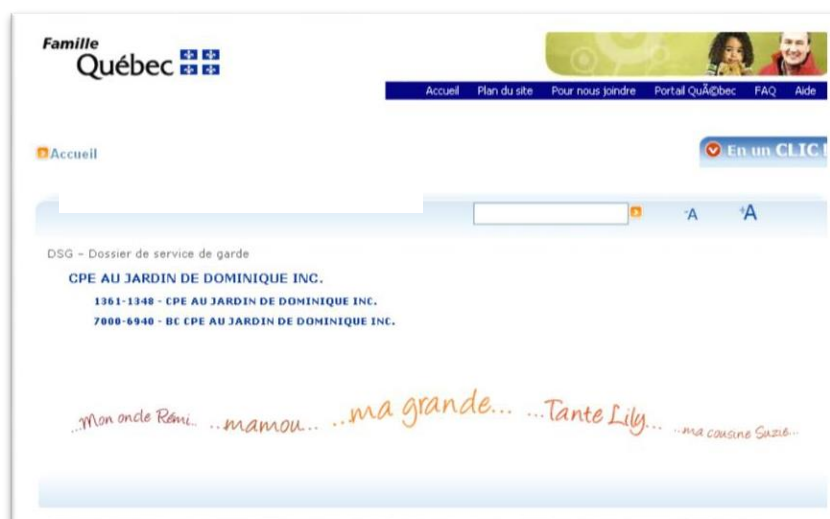 Famille
Québec
Accueil Plan du site Pour nous joindre Portail QuÃ©bec FAQ Aide
Accueil
En un CLIC !
-A +A
DSG - Dossier de service de garde
CPE AU JARDIN DE DOMINIQUE INC.
1361-1348 - CPE AU JARDIN DE DOMINIQUE INC.
7000-6940 - BC CPE AU JARDIN DE DOMINIQUE INC.
...Mon oncle Rémi... ...mamou... ...ma grande... ...Tante Lily... ...ma cousine Suzie...